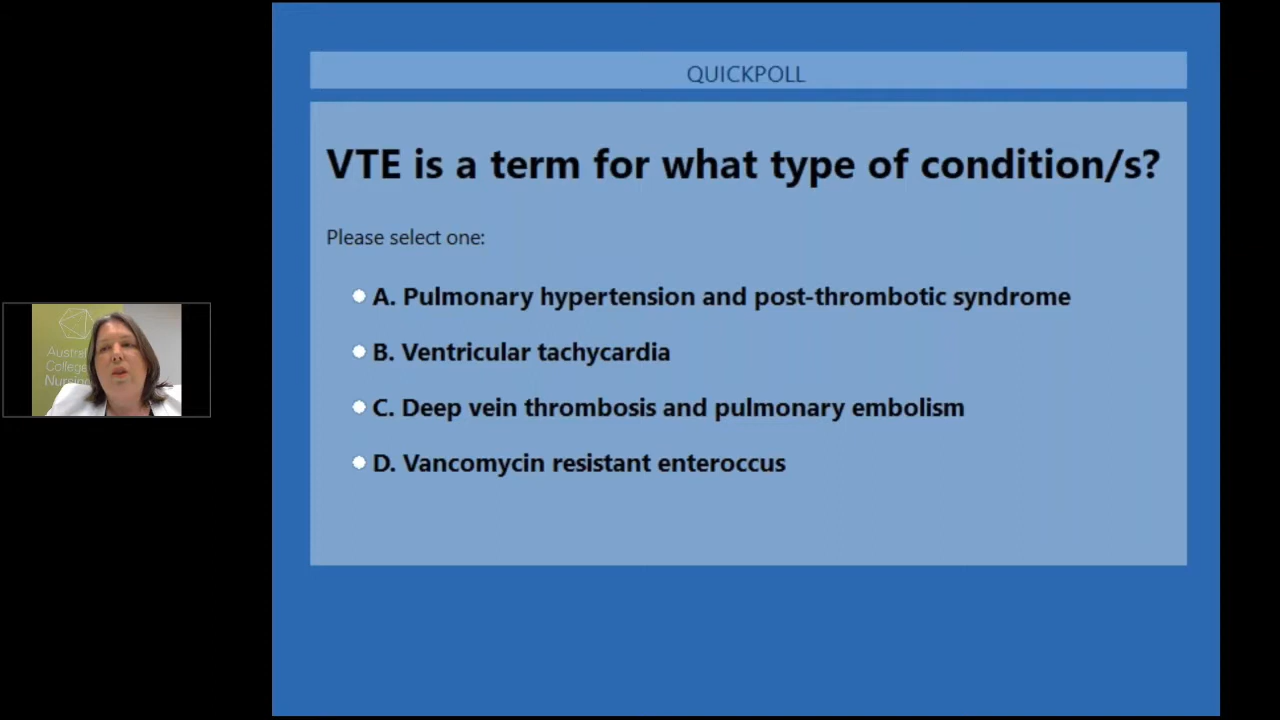 QUICKPOLL
VTE is a term for what type of condition/s?
Please select one:
A. Pulmonary hypertension and post-thrombotic syndrome
B. Ventricular tachycardia
C. Deep vein thrombosis and pulmonary embolism
D. Vancomycin resistant enteroccus
College